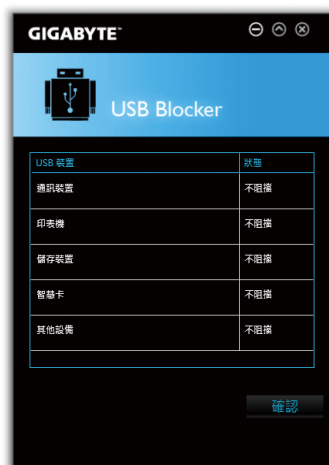 GIGABYTE™
USB Blocker
USB 裝置 狀態
通訊裝置 不阻擋
印表機 不阻擋
儲存裝置 不阻擋
智慧卡 不阻擋
其他設備 不阻擋
確認